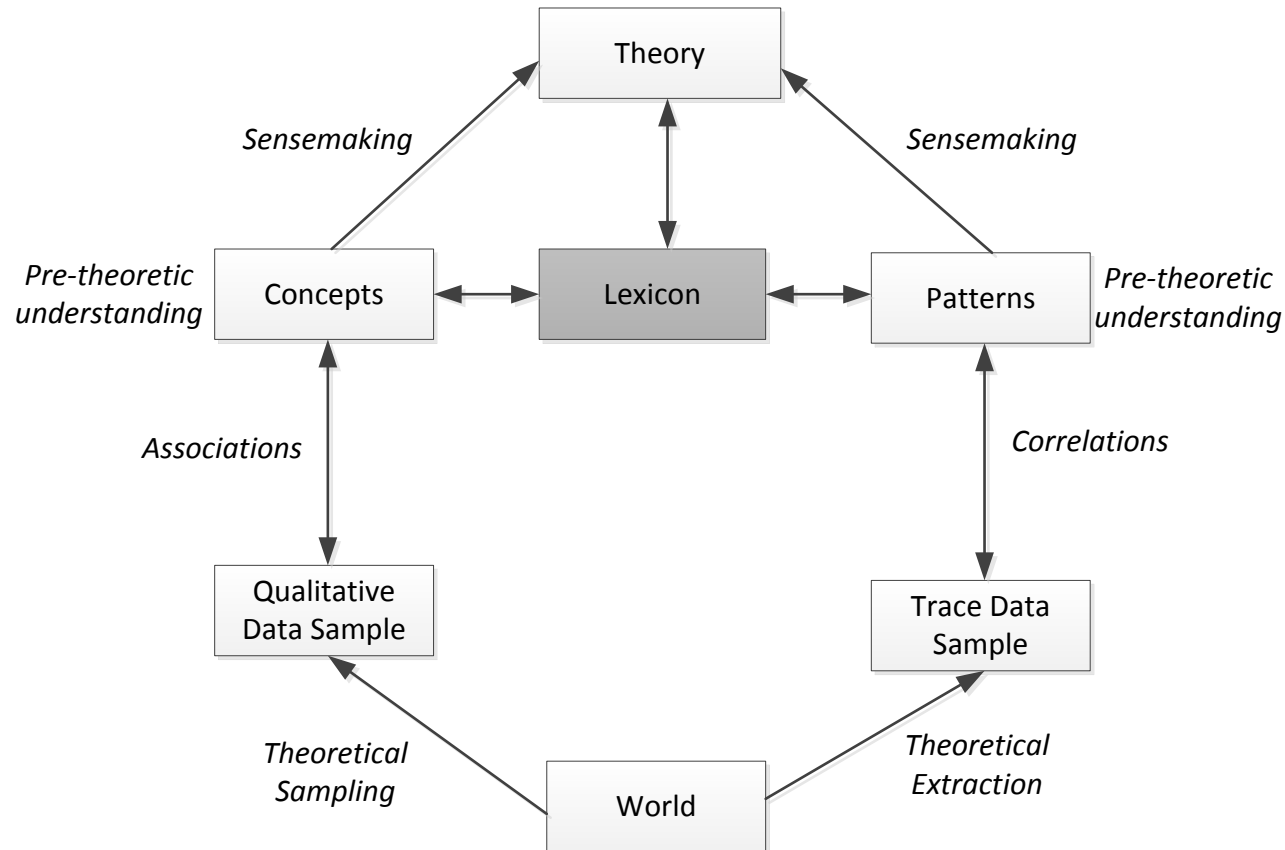 Theory
Sensemaking
Sensemaking
Pre-theoretic
understanding
Concepts
Lexicon
Patterns
Pre-theoretic
understanding
Associations
Correlations
Qualitative
Data Sample
Trace Data
Sample
Theoretical
Sampling
World
Theoretical
Extraction